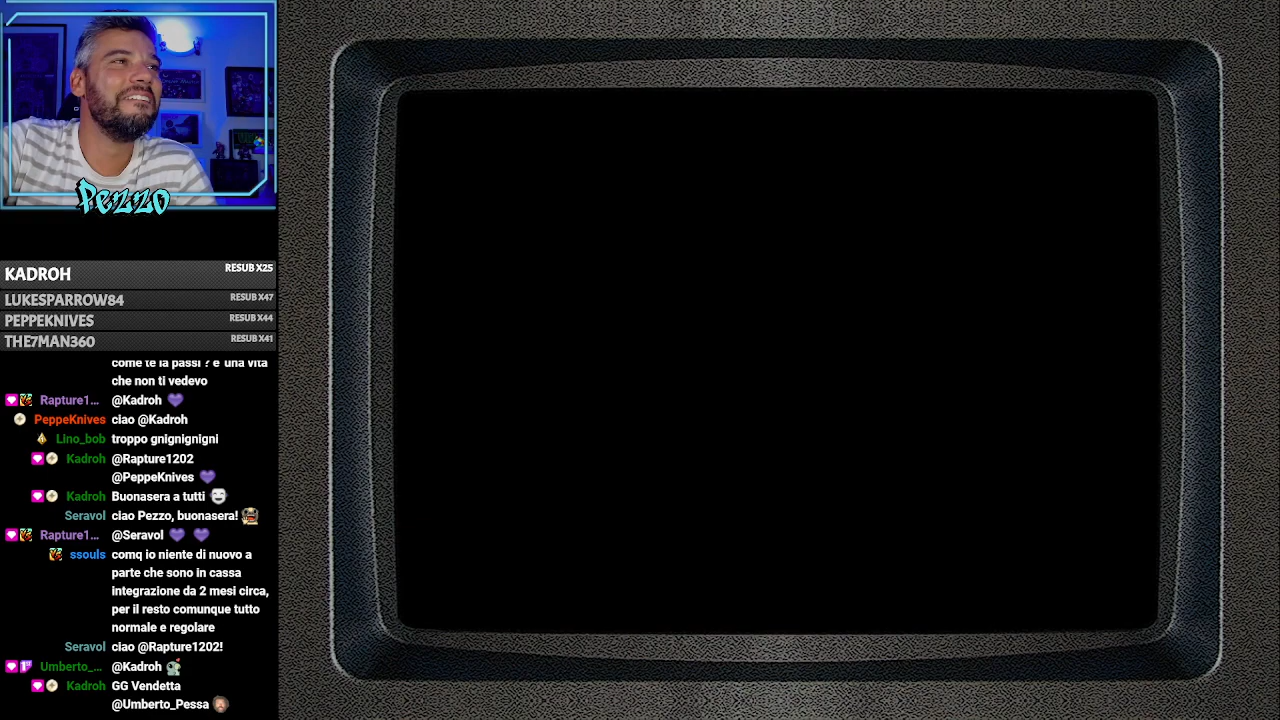 Pezzo
KADROH RESUB X25
LUKESPARROW84 RESUB X47
PEPPEKNIVES RESUB X44
THE7MAN360 RESUB X41
come te la passi ? e una vita
che non ti vedevo
Rapture1... @Kadroh
PeppeKnives ciao @Kadroh
Lino_bob troppo gnignignigni
Kadroh @Rapture1202
@PeppeKnives
Kadroh Buonasera a tutti
Seravol ciao Pezzo, buonasera!
Rapture1... @Seravol
ssouls comq io niente di nuovo a
parte che sono in cassa
integrazione da 2 mesi circa,
per il resto comunque tutto
normale e regolare
Seravol ciao @Rapture1202!
Umberto_... @Kadroh
Kadroh GG Vendetta
@Umberto_Pessa